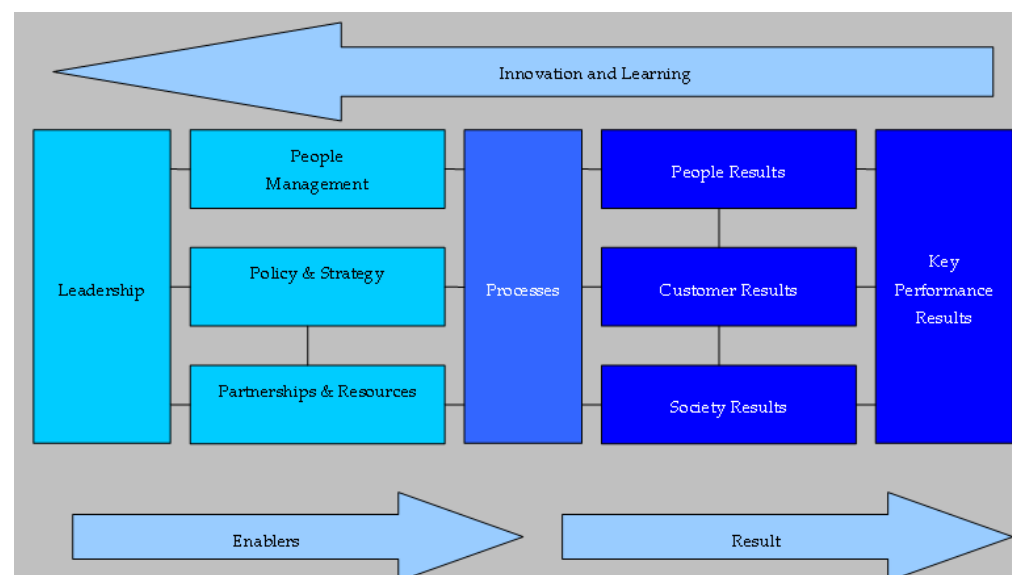 Innovation and Learning
People
Management
People Results
Leadership
Policy & Strategy
Processes
Customer Results
Key
Performance
Results
Partnerships & Resources
Society Results
Enablers
Result